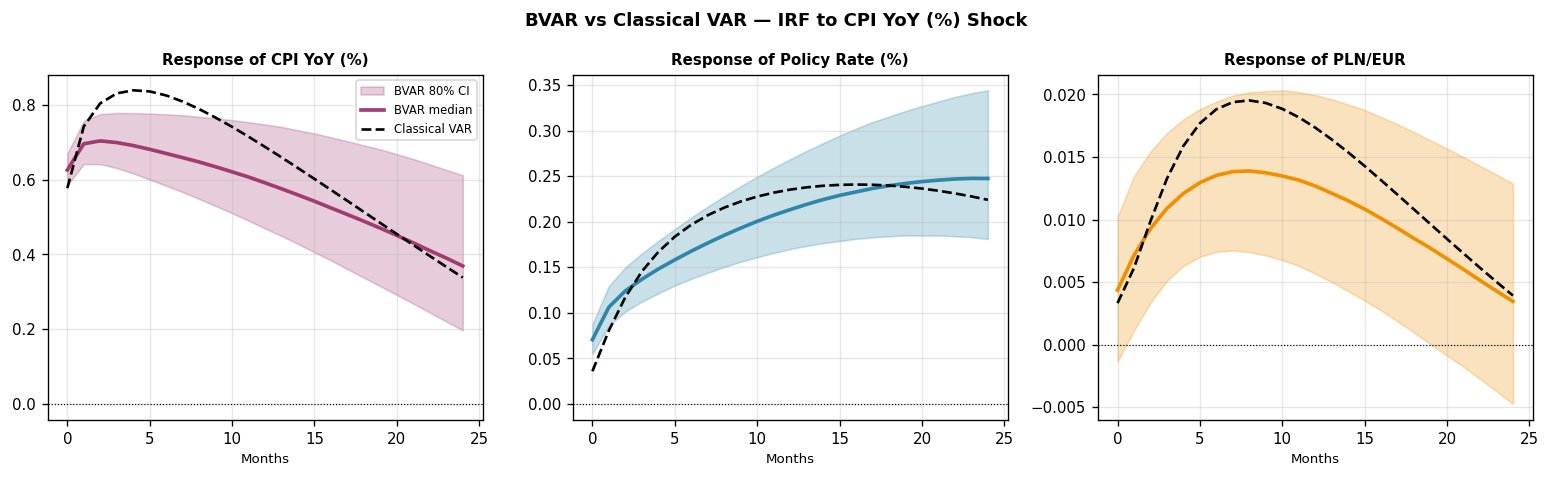 BVAR vs Classical VAR — IRF to CPI YoY (%) Shock
Response of CPI YoY (%)
0.8
0.6
0.4
0.2
0.0
0 5 10 15 20 25
Months
BVAR 80% CI
BVAR median
Classical VAR
Response of Policy Rate (%)
0.35
0.30
0.25
0.20
0.15
0.10
0.05
0.00
0 5 10 15 20 25
Months
Response of PLN/EUR
0.020
0.015
0.010
0.005
0.000
−0.005
0 5 10 15 20 25
Months